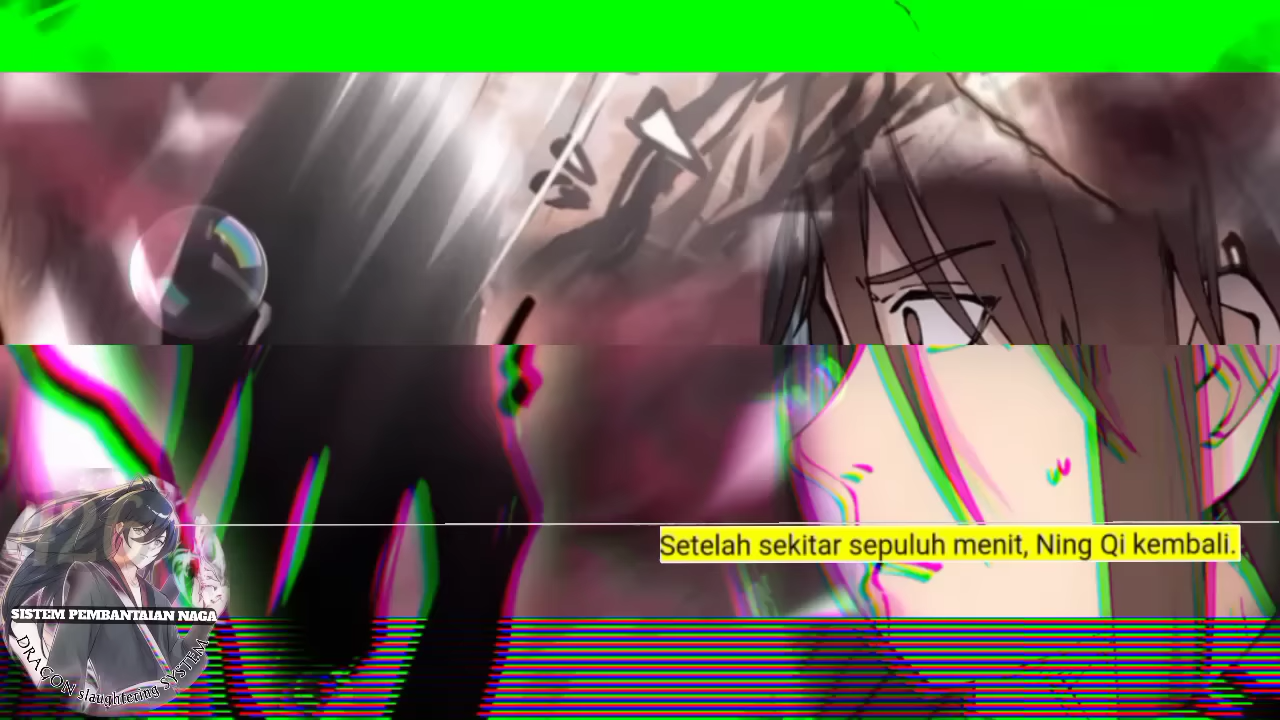 Setelah sekitar sepuluh menit, Ning Qi kembali.
SISTEM PEMBANTAIAN NAGA
DRAGON slaughtering SYSTEM